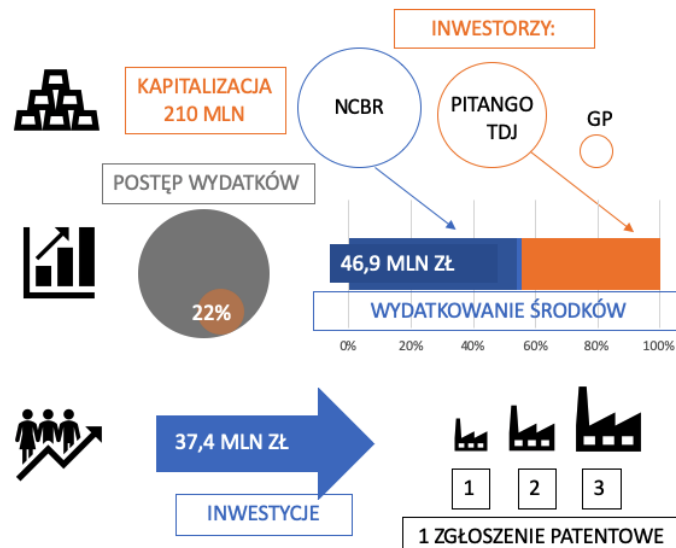 INWESTORZY:
KAPITALIZACJA
210 MLN
NCBR
PITANGO
TDJ
GP
POSTĘP WYDATKÓW
22%
46,9 MLN ZŁ
WYDATKOWANIE ŚRODKÓW
0% 20% 40% 60% 80% 100%
37,4 MLN ZŁ
INWESTYCJE
1 2 3
1 ZGŁOSZENIE PATENTOWE